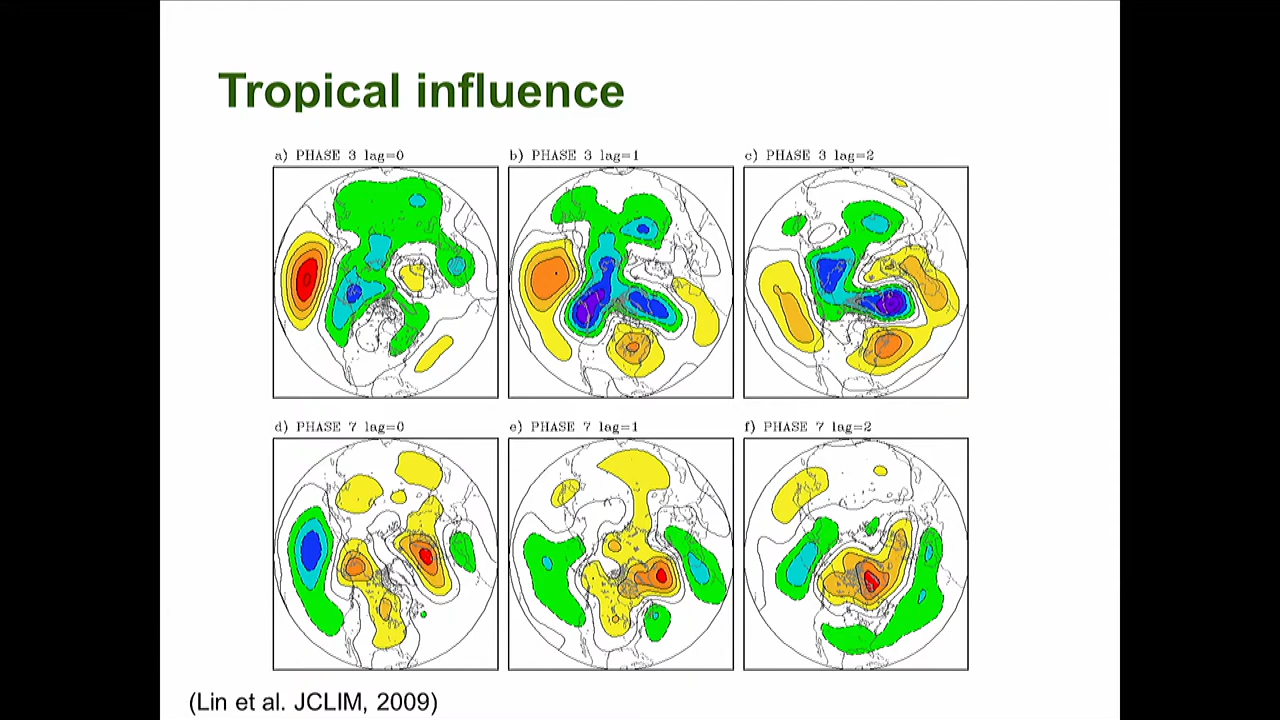 Tropical influence
a) PHASE 3 lag=0
b) PHASE 3 lag=1
c) PHASE 3 lag=2
d) PHASE 7 lag=0
e) PHASE 7 lag=1
f) PHASE 7 lag=2
(Lin et al. JCLIM, 2009)